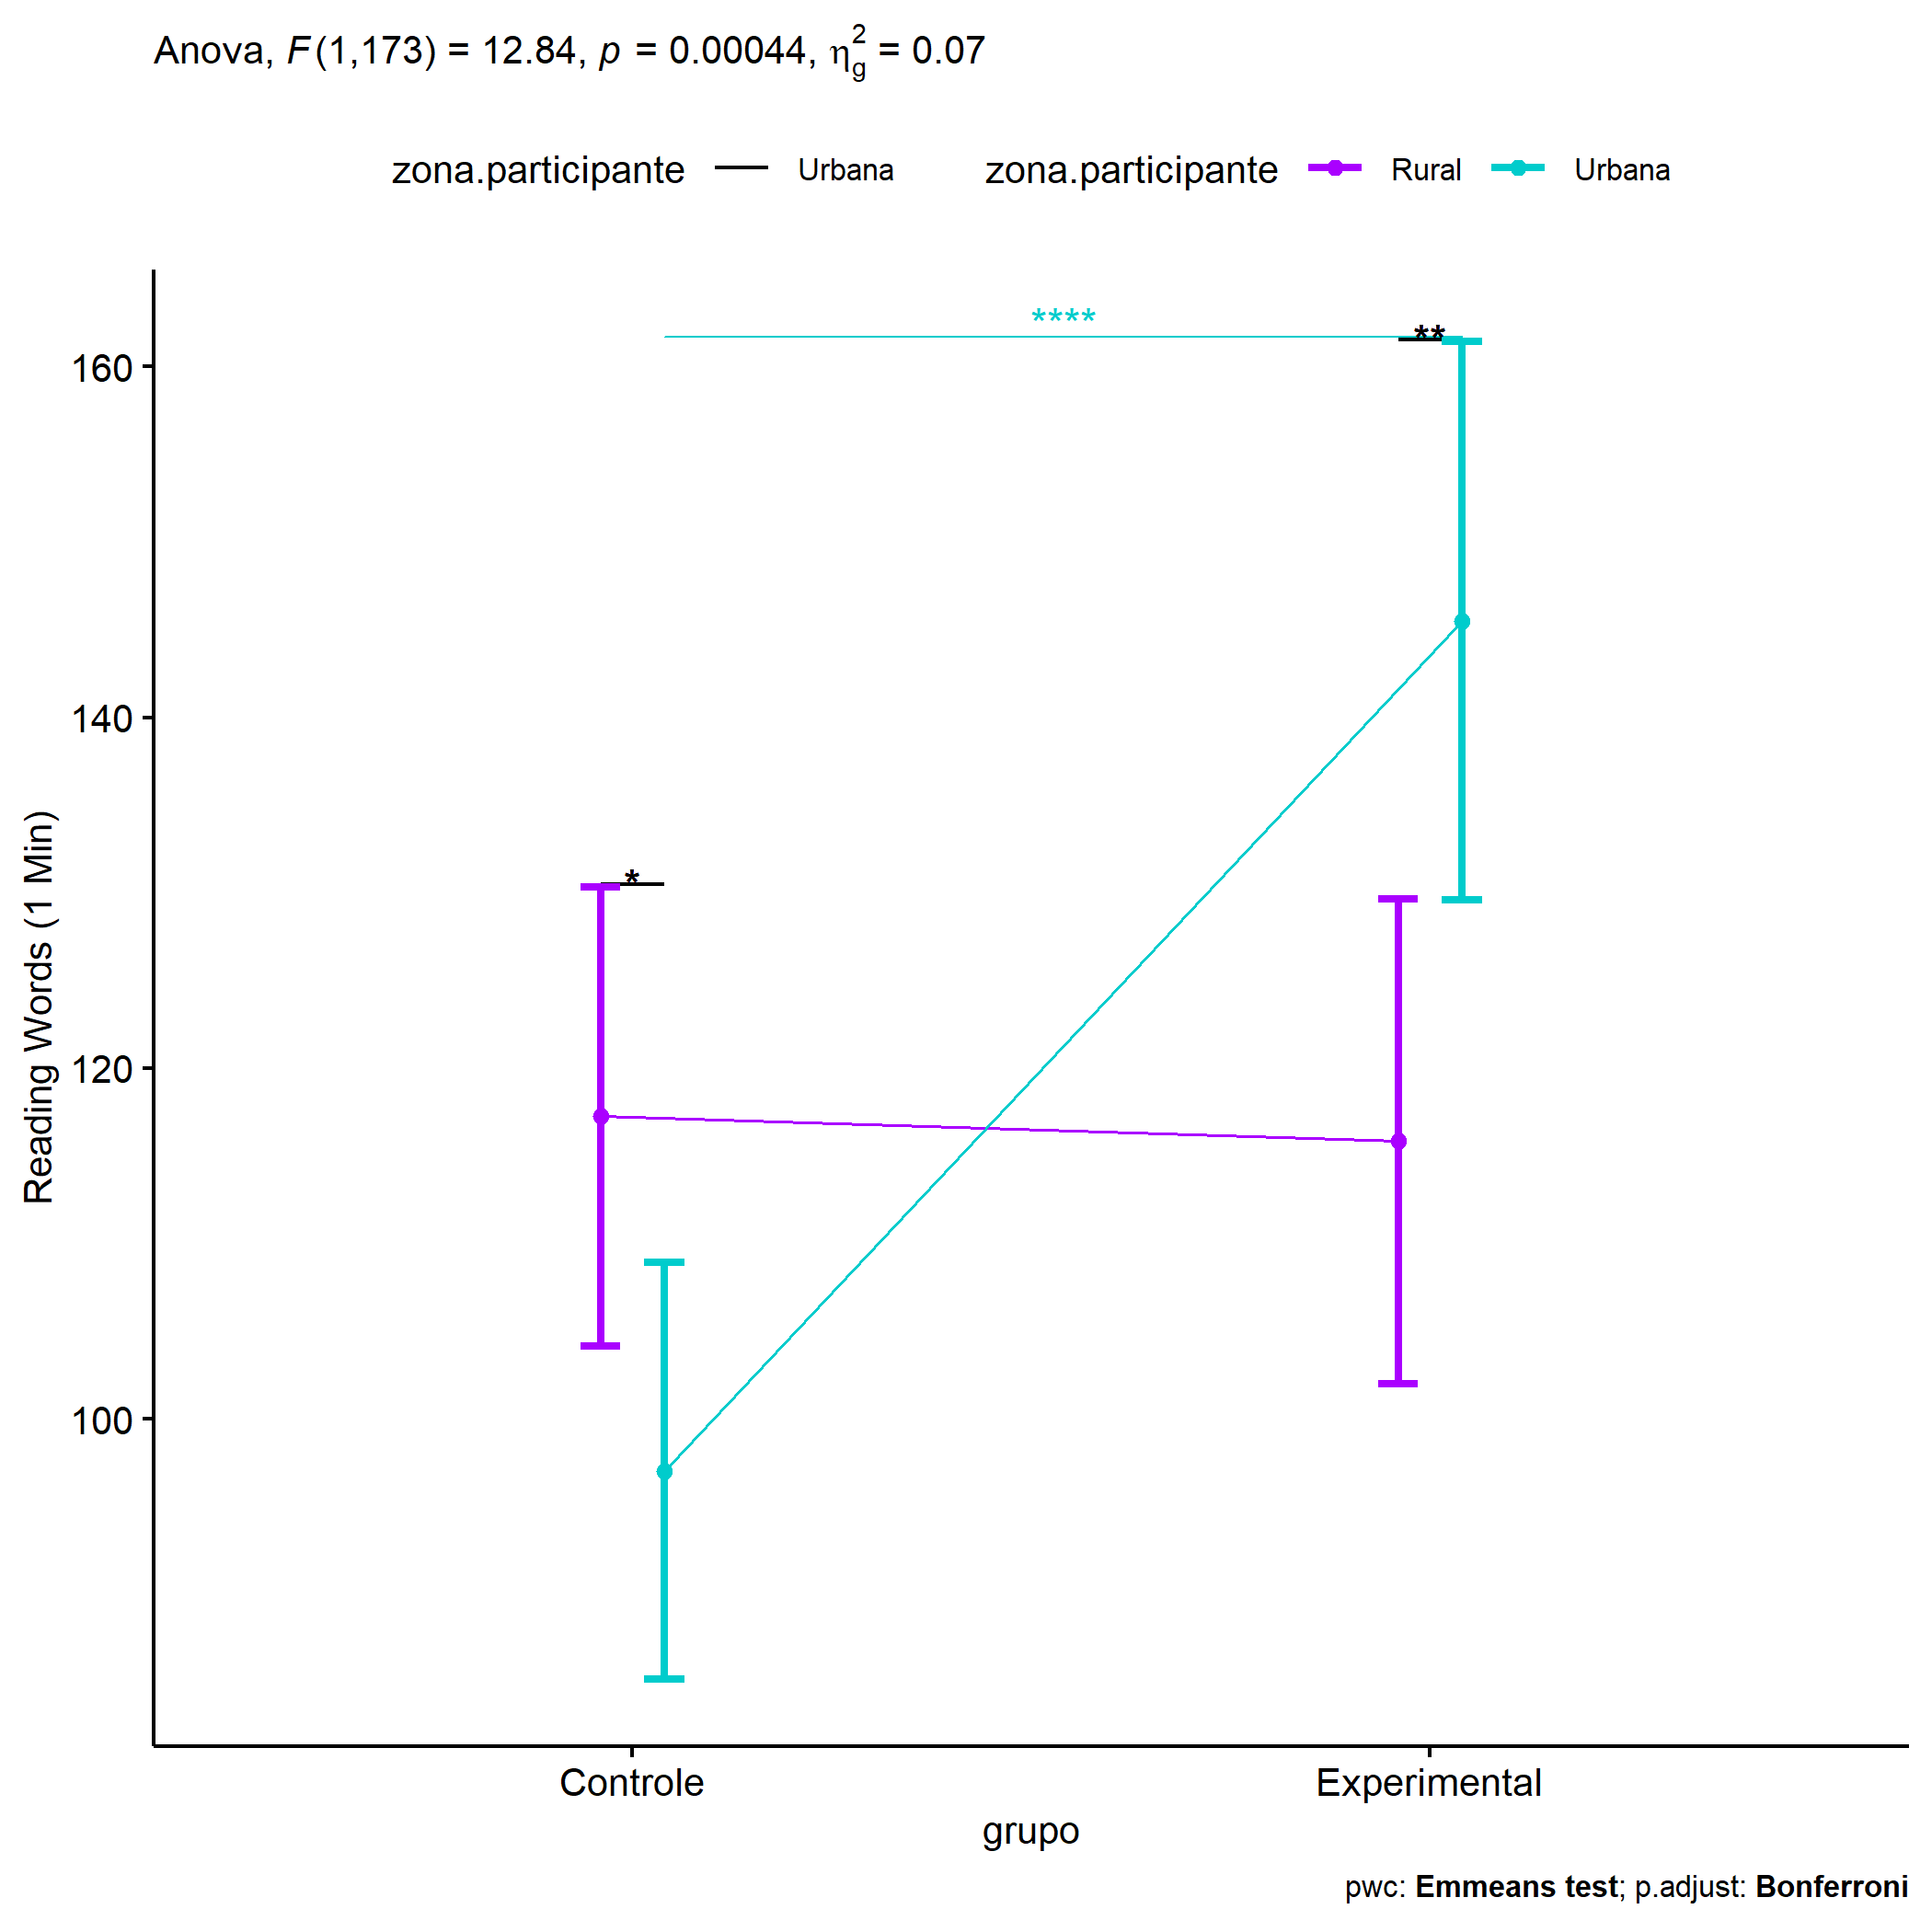 Anova, F(1,173) = 12.84, p = 0.00044, η²g = 0.07
zona.participante Urbana zona.participante Rural Urbana
****
**
160
140
*
120
100
Reading Words (1 Min)
Controle Experimental
grupo
pwc: Emmeans test; p.adjust: Bonferroni